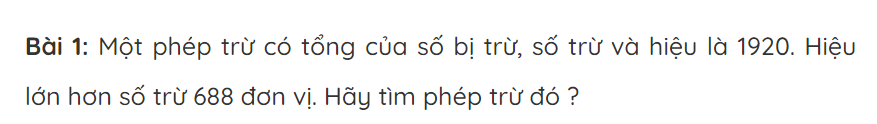 Bài 1: Một phép trừ có tổng của số bị trừ, số trừ và hiệu là 1920. Hiệu
lớn hơn số trừ 688 đơn vị. Hãy tìm phép trừ đó ?